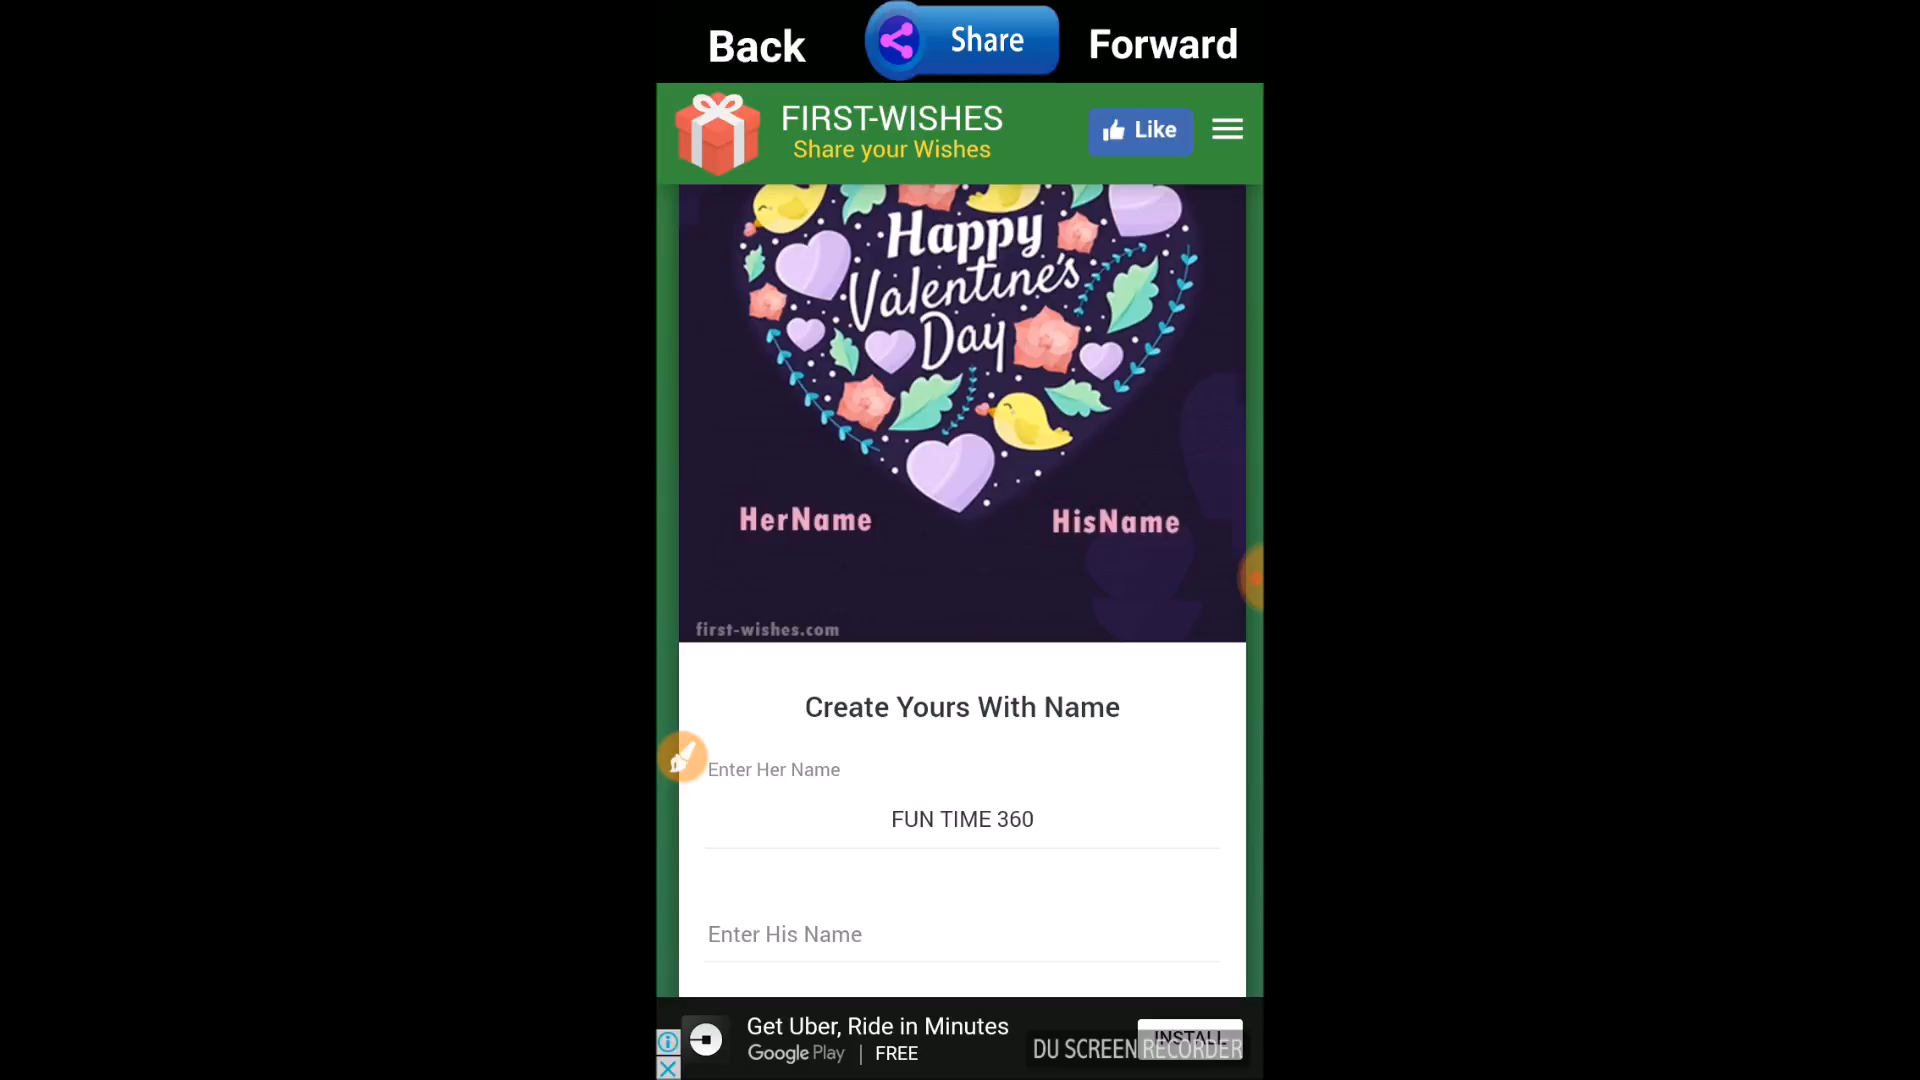 Back
Share
Forward
FIRST-WISHES
Share your Wishes
Like
Happy
Valentine's
Day
HerName
HisName
first-wishes.com
Create Yours With Name
Enter Her Name
FUN TIME 360
Enter His Name
Get Uber, Ride in Minutes
Google Play | FREE
INSTALL
DU SCREEN RECORDER